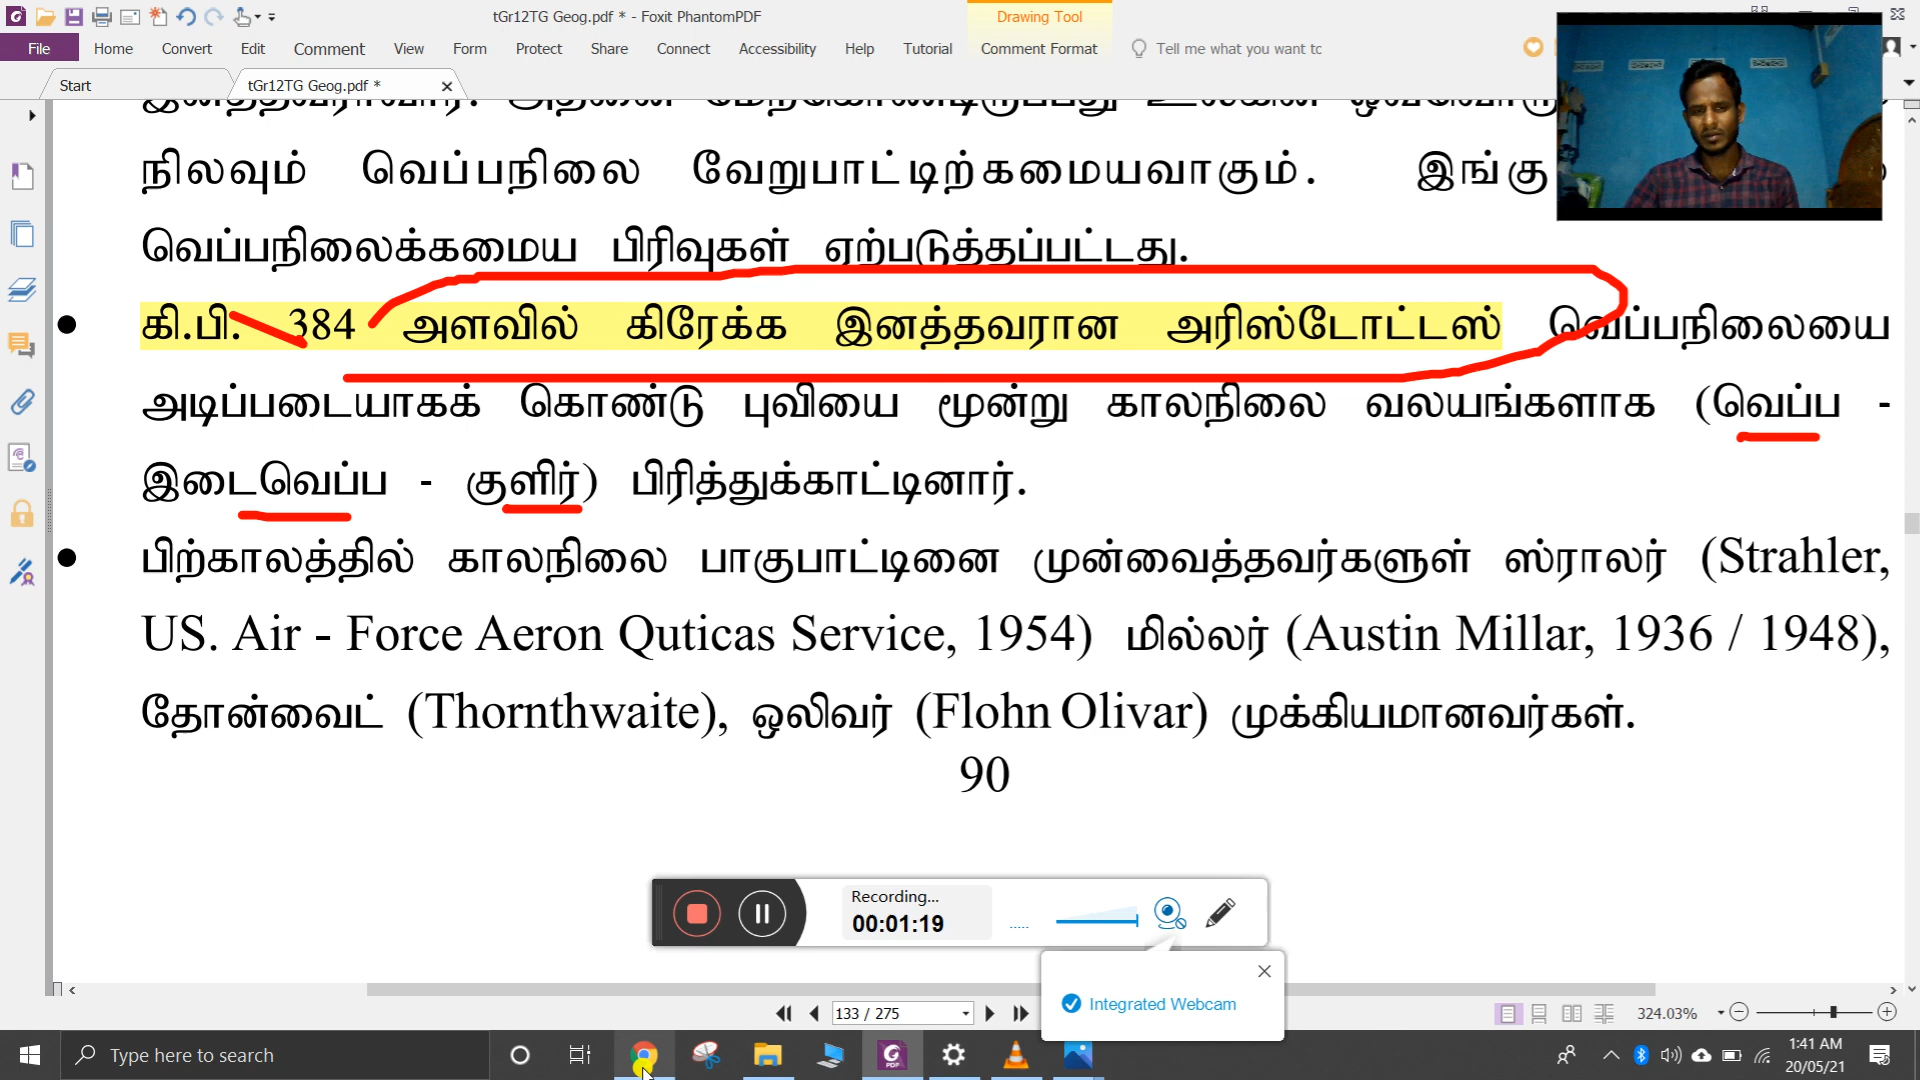 tGr12TG Geog.pdf * - Foxit PhantomPDF
Drawing Tool
File Home Convert Edit Comment View Form Protect Share Connect Accessibility Help Tutorial Comment Format Tell me what you want tc
Start tGr12TG Geog.pdf *
நிலவும் வெப்பநிலை வேறுபாட்டிற்கமையவாகும். இங்கு
வெப்பநிலைக்கமைய பிரிவுகள் ஏற்படுத்தப்பட்டது.
● கி.பி. 384 அளவில் கிரேக்க இனத்தவரான அரிஸ்டோட்டஸ் வெப்பநிலையை
அடிப்படையாகக் கொண்டு புவியை மூன்று காலநிலை வலயங்களாக (வெப்ப -
இடைவெப்ப - குளிர்) பிரித்துக்காட்டினார்.
● பிற்காலத்தில் காலநிலை பாகுபாட்டினை முன்வைத்தவர்களுள் ஸ்ராலர் (Strahler,
US. Air - Force Aeron Quticas Service, 1954) மில்லர் (Austin Millar, 1936 / 1948),
தோன்வைட் (Thornthwaite), ஒலிவர் (Flohn Olivar) முக்கியமானவர்கள்.
90
Recording...
00:01:19
Integrated Webcam
133 / 275
324.03%
Type here to search
1:41 AM
20/05/21